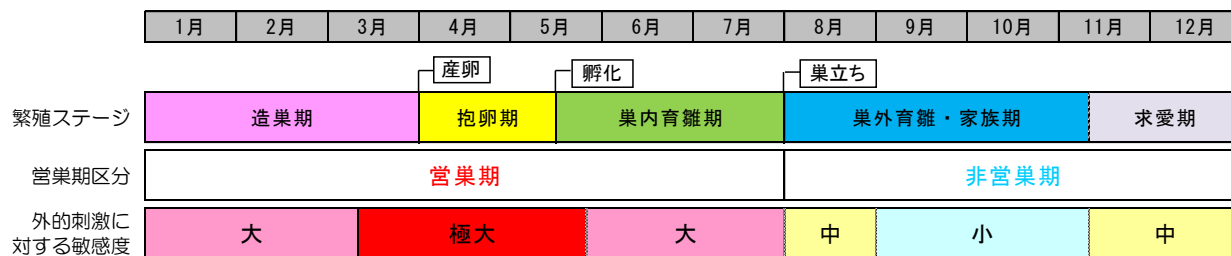 1月 2月 3月 4月 5月 6月 7月 8月 9月 10月 11月 12月
産卵 孵化 巣立ち
繁殖ステージ 造巣期 抱卵期 巣内育雛期 巣外育雛・家族期 求愛期
営巣期区分 営巣期 非営巣期
外的刺激に
対する敏感度 大 極大 大 中 小 中